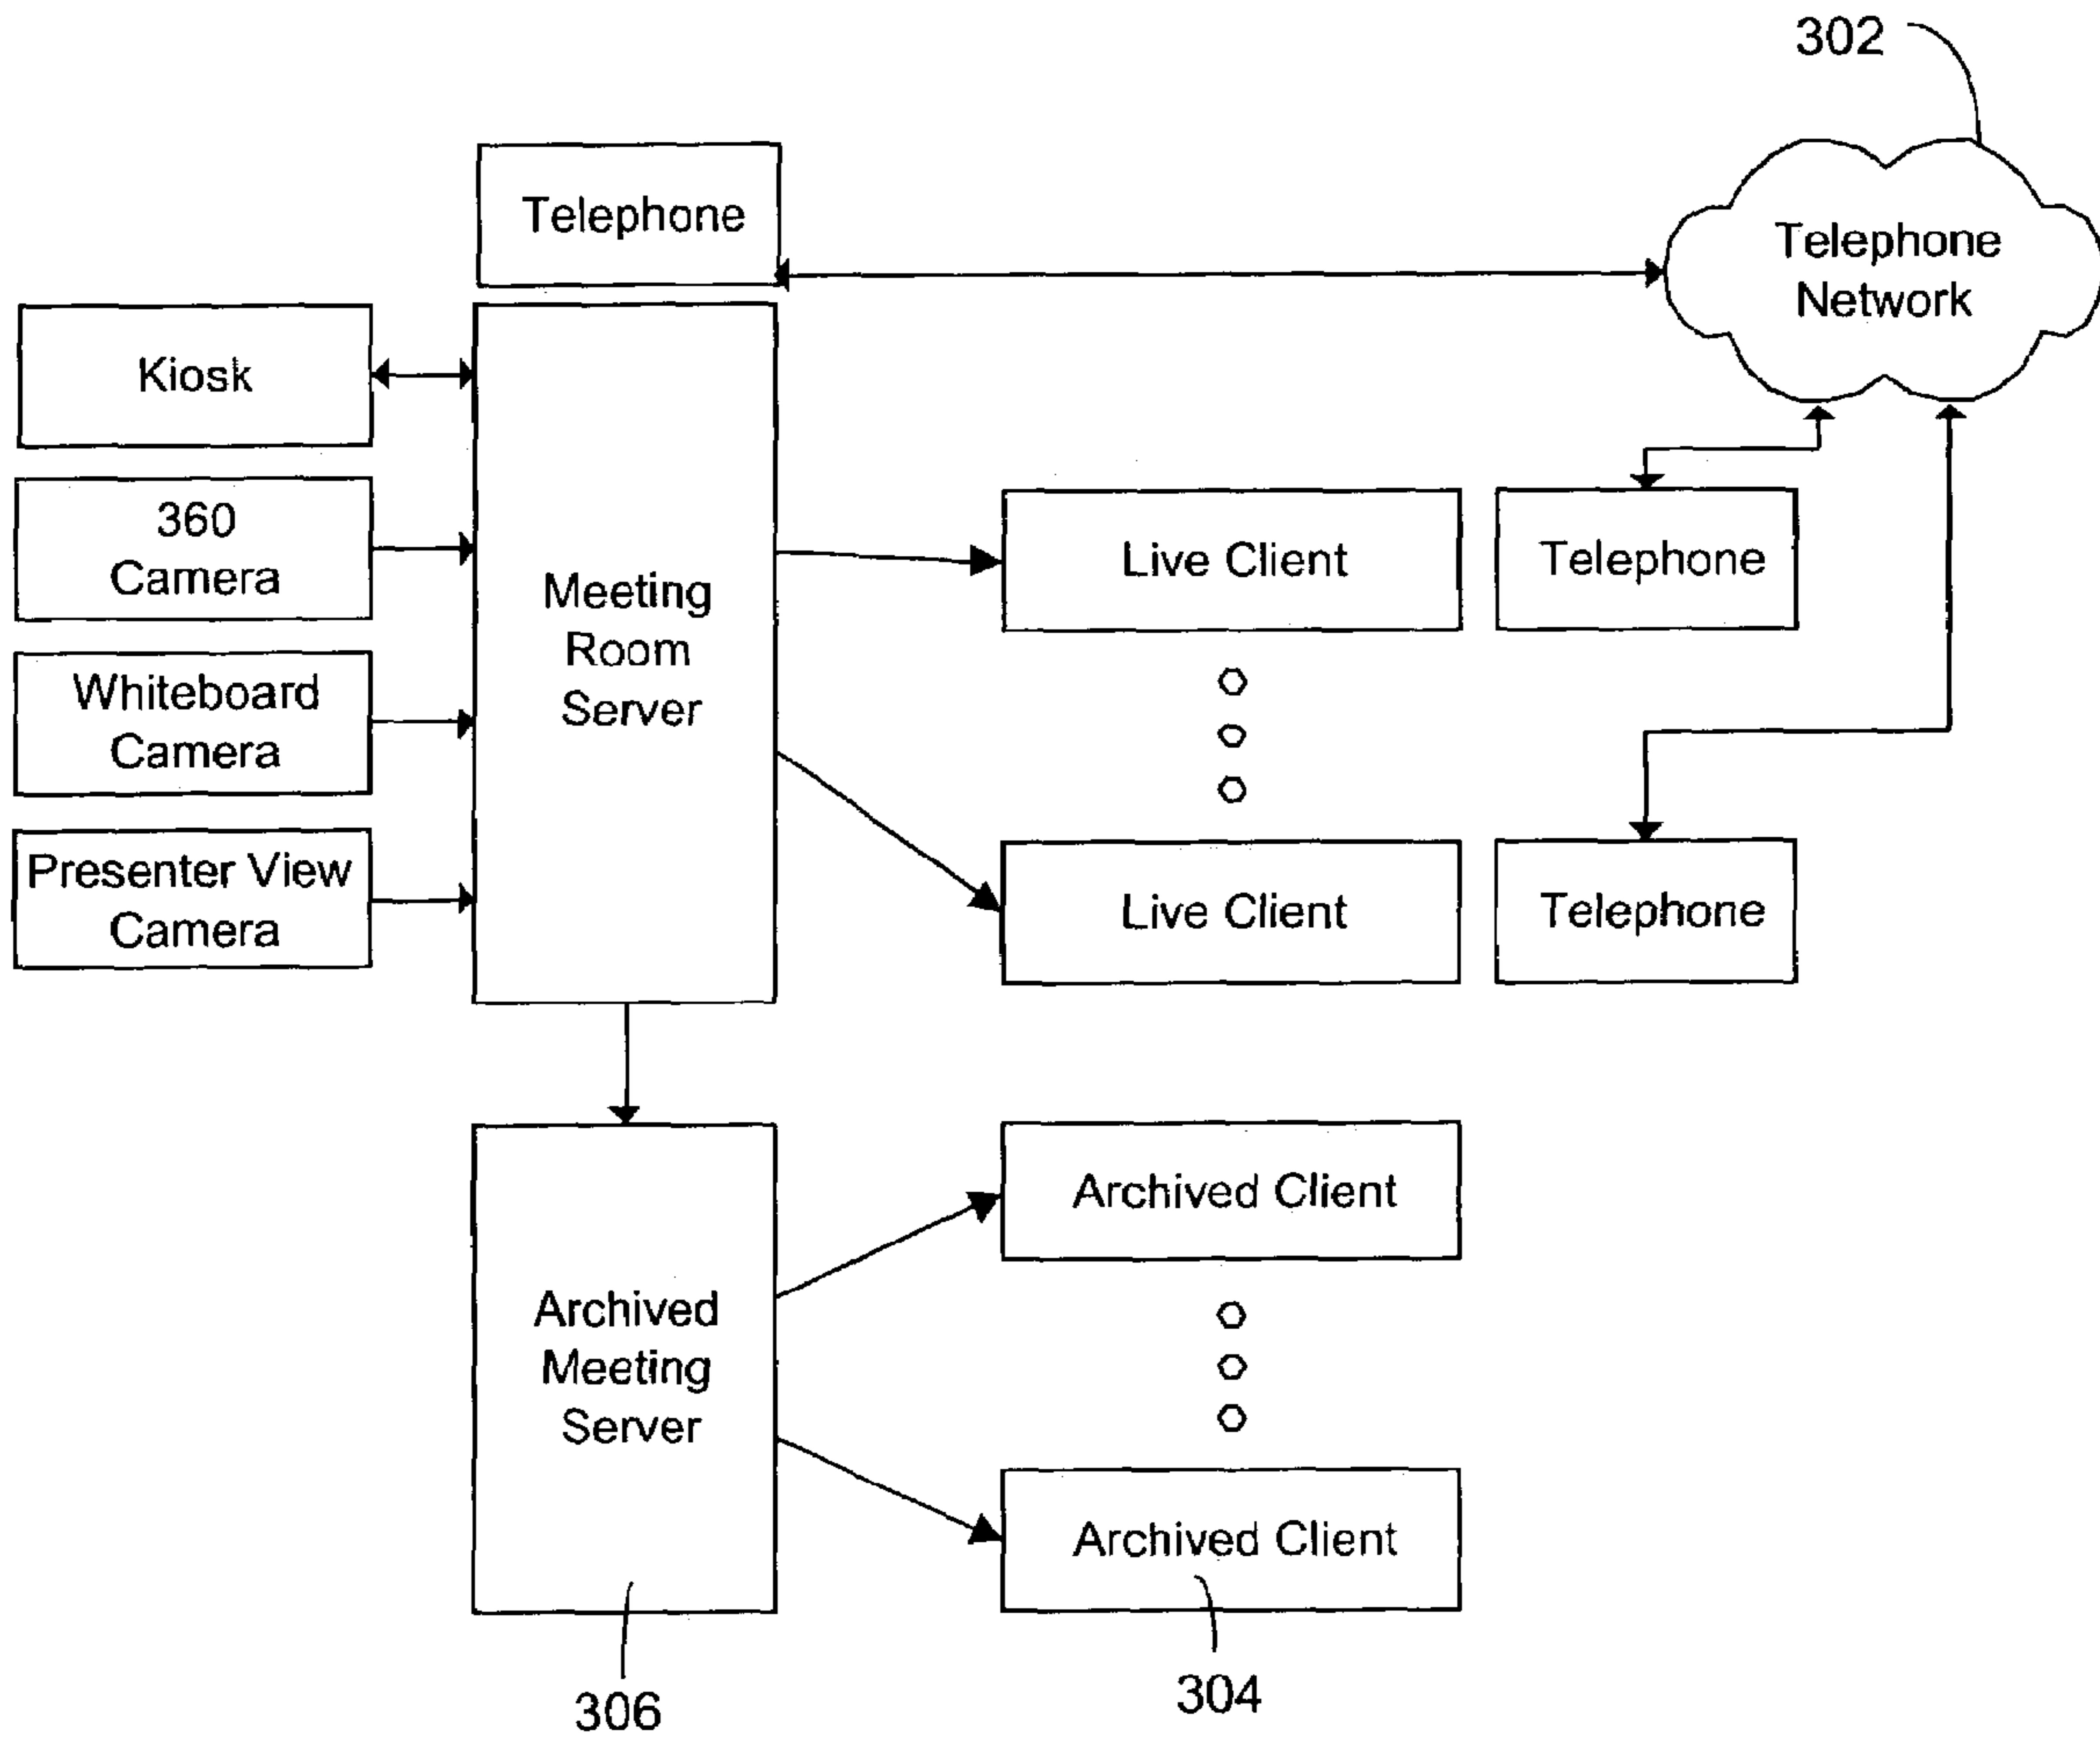 302
Telephone
Telephone
Network
Kiosk
360
Camera
Whiteboard
Camera
Presenter View
Camera
Meeting
Room
Server
Live Client
Telephone
Live Client
Telephone
Archived
Meeting
Server
Archived Client
Archived Client
306
304